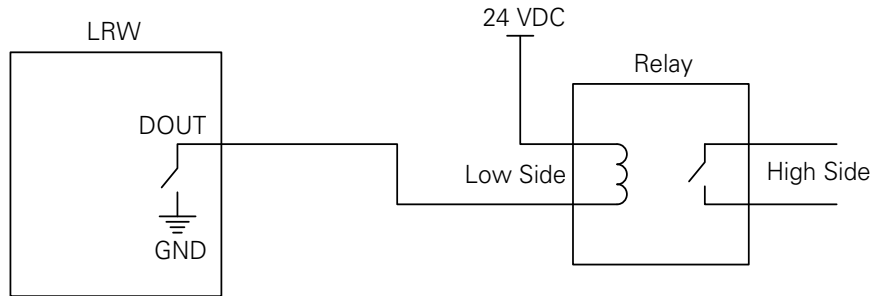 24 VDC
LRW
Relay
DOUT
Low Side
High Side
GND